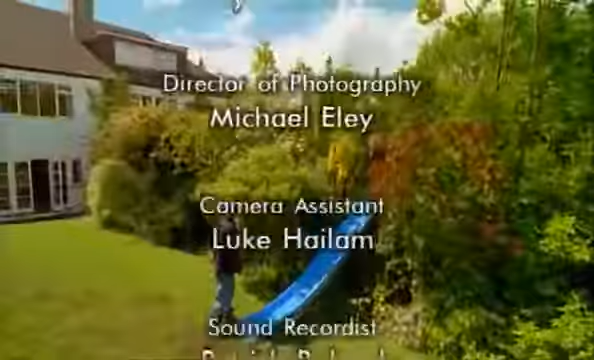 Director of Photography
Michael Eley
Camera Assistant
Luke Hailam
Sound Recordist